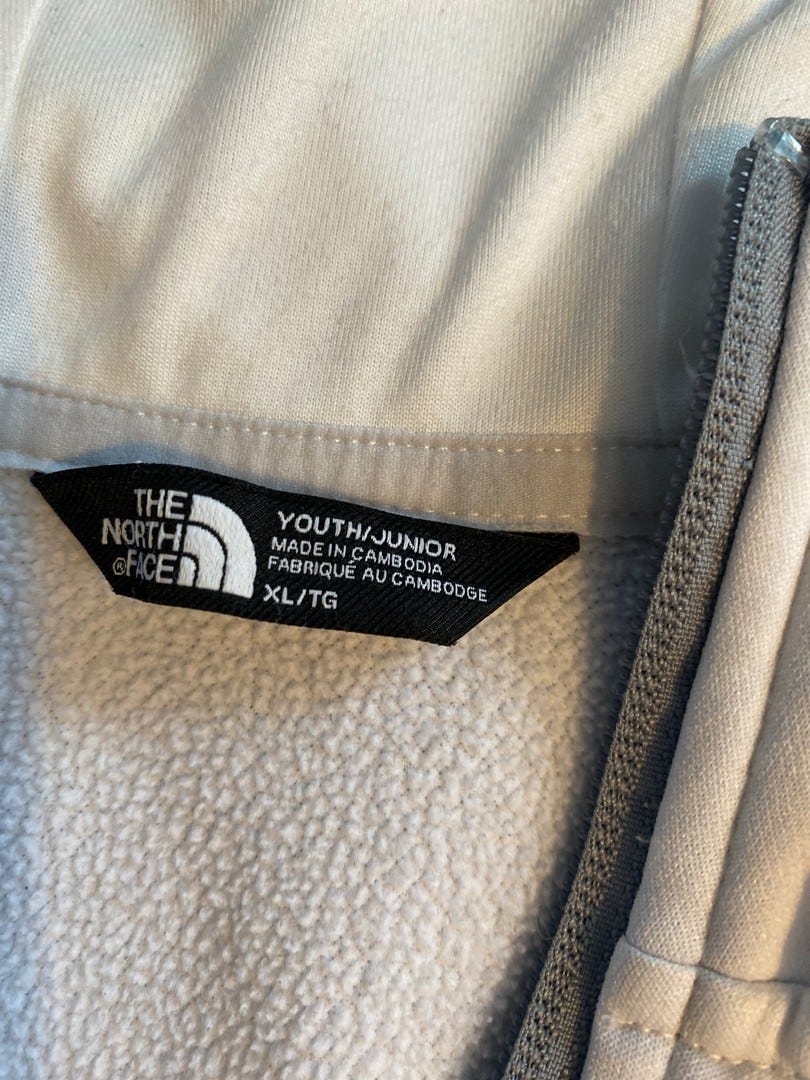 THE
NORTH
®FACE
YOUTH/JUNIOR
MADE IN CAMBODIA
FABRIQUÉ AU CAMBODGE
XL/TG